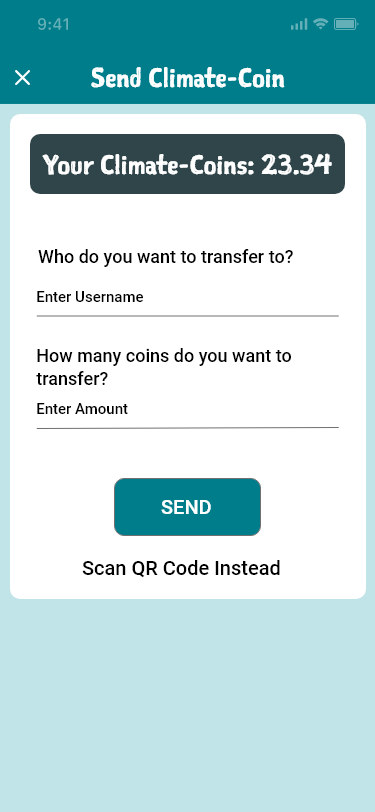 9:41
Send Climate-Coin
Your Climate-Coins: 23.34
Who do you want to transfer to?
Enter Username
How many coins do you want to
transfer?
Enter Amount
SEND
Scan QR Code Instead